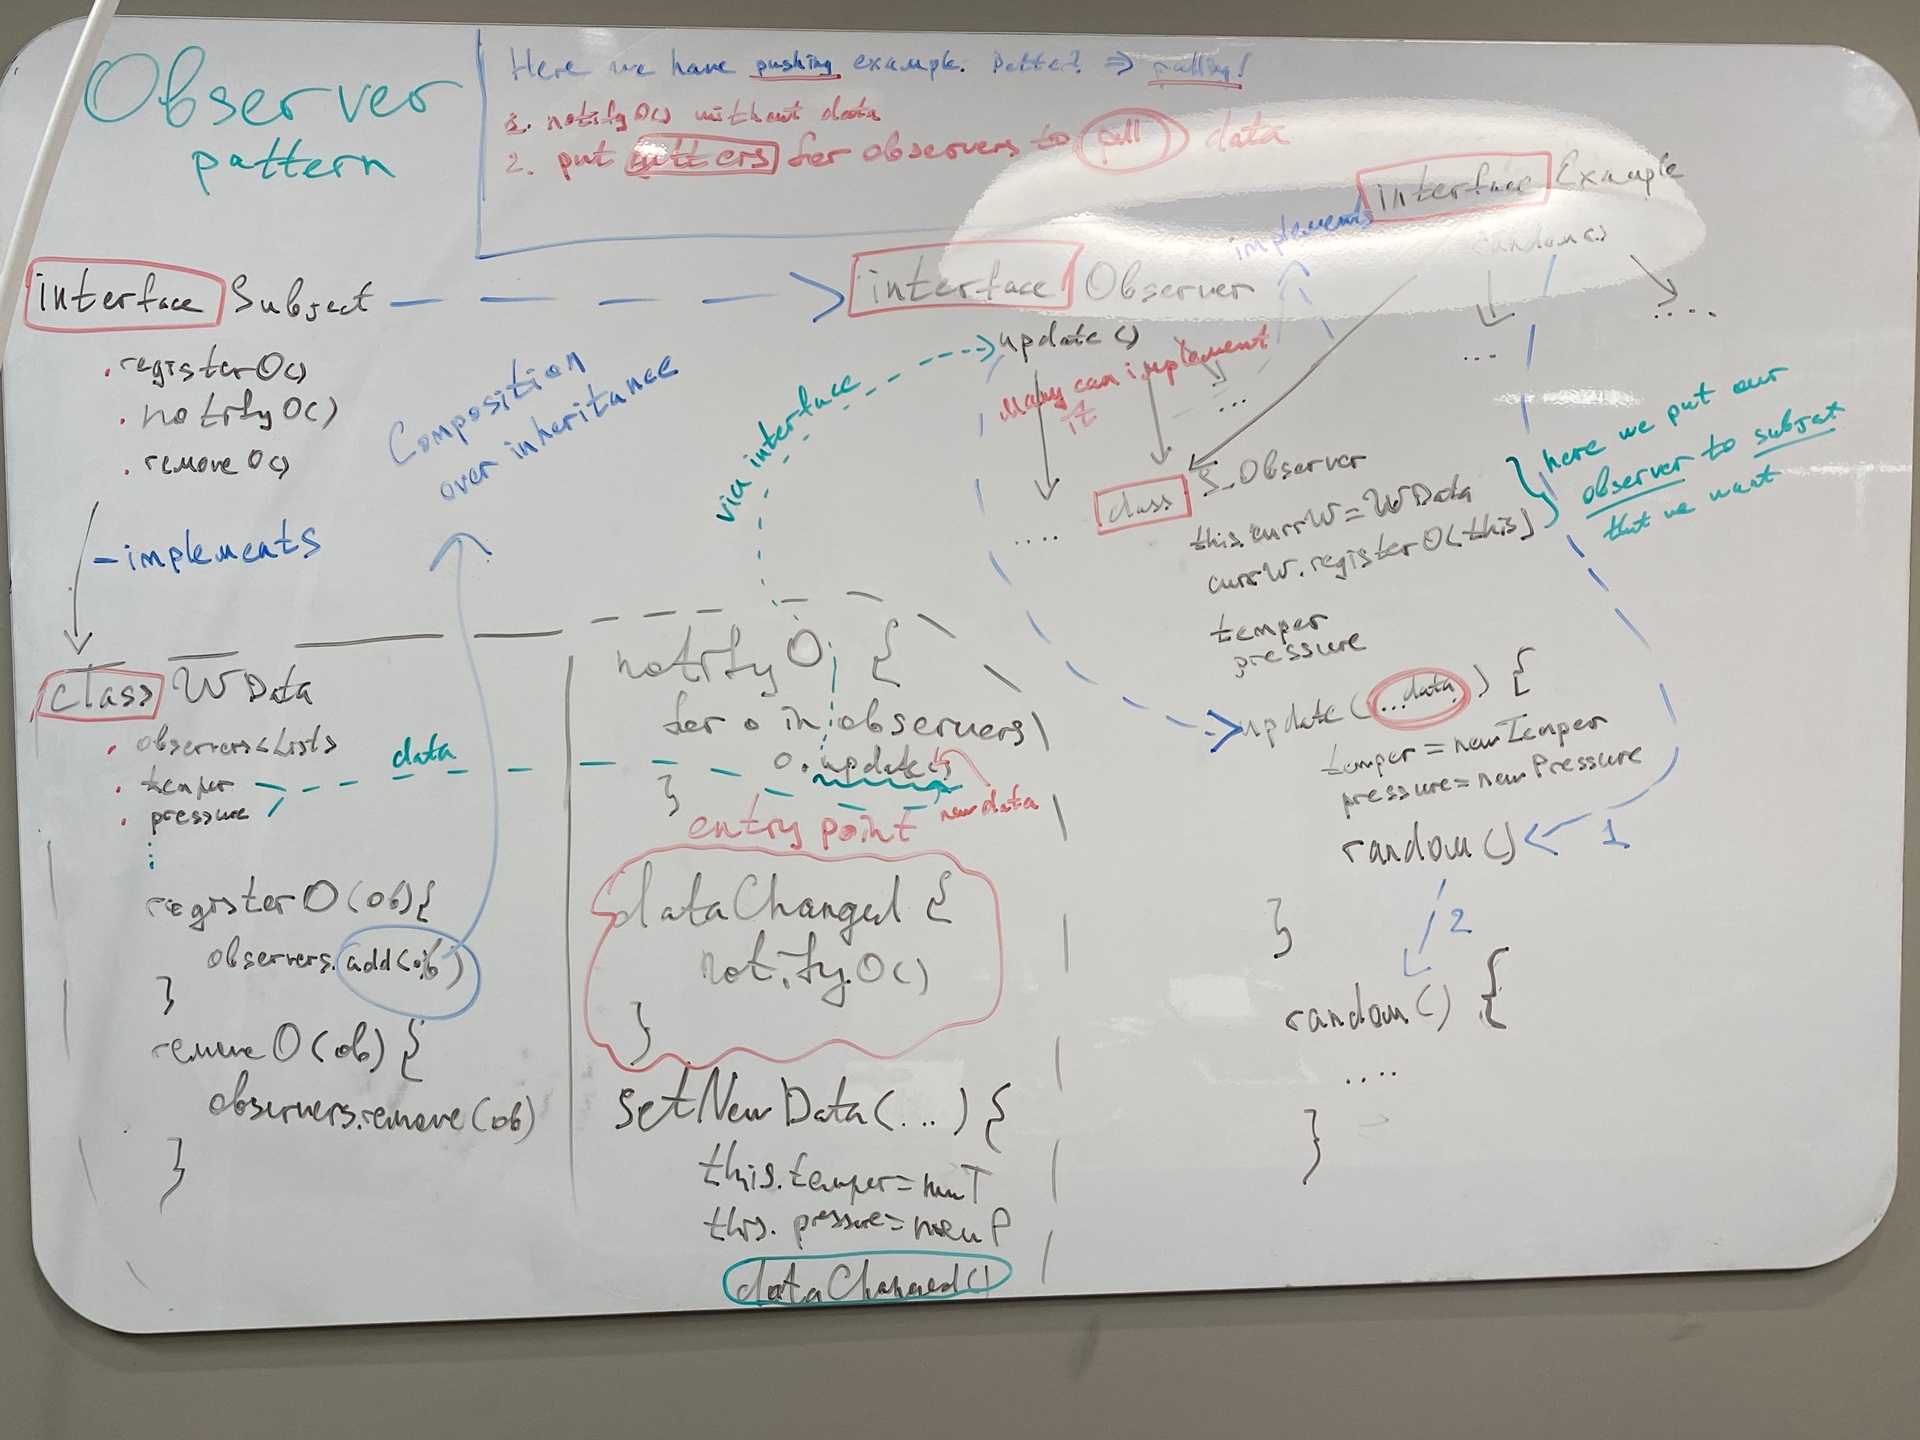 Observer
pattern
Here we have pushing example. Better? => pulling!
1. notifyO() without data
2. put getters for observers to pull data
interface Example
random()
....
...
implements
interface Subject
.registerO()
.notifyO()
.removeO()
- implements
Composition
over inheritance
interface Observer
update()
Many can implement
it
...
....
via interface
class S_Observer
this.currW = WData
currW.registerO(this)
temper
pressure
here we put our
observer to subject
that we want
update(...data) {
temper = newTemper
pressure = newPressure
random()
1
}
2
random() {
....
}
class WData
. observers<List>
. temper
. pressure
data
registerO(ob){
observers.add(ob)
}
removeO(ob) {
observers.remove(ob)
}
notifyO {
for o in observers
o.update()
}
new data
entry point
dataChanged {
notifyO()
}
setNewData(...) {
this.temper = newT
this.pressure = newP
dataChanged()